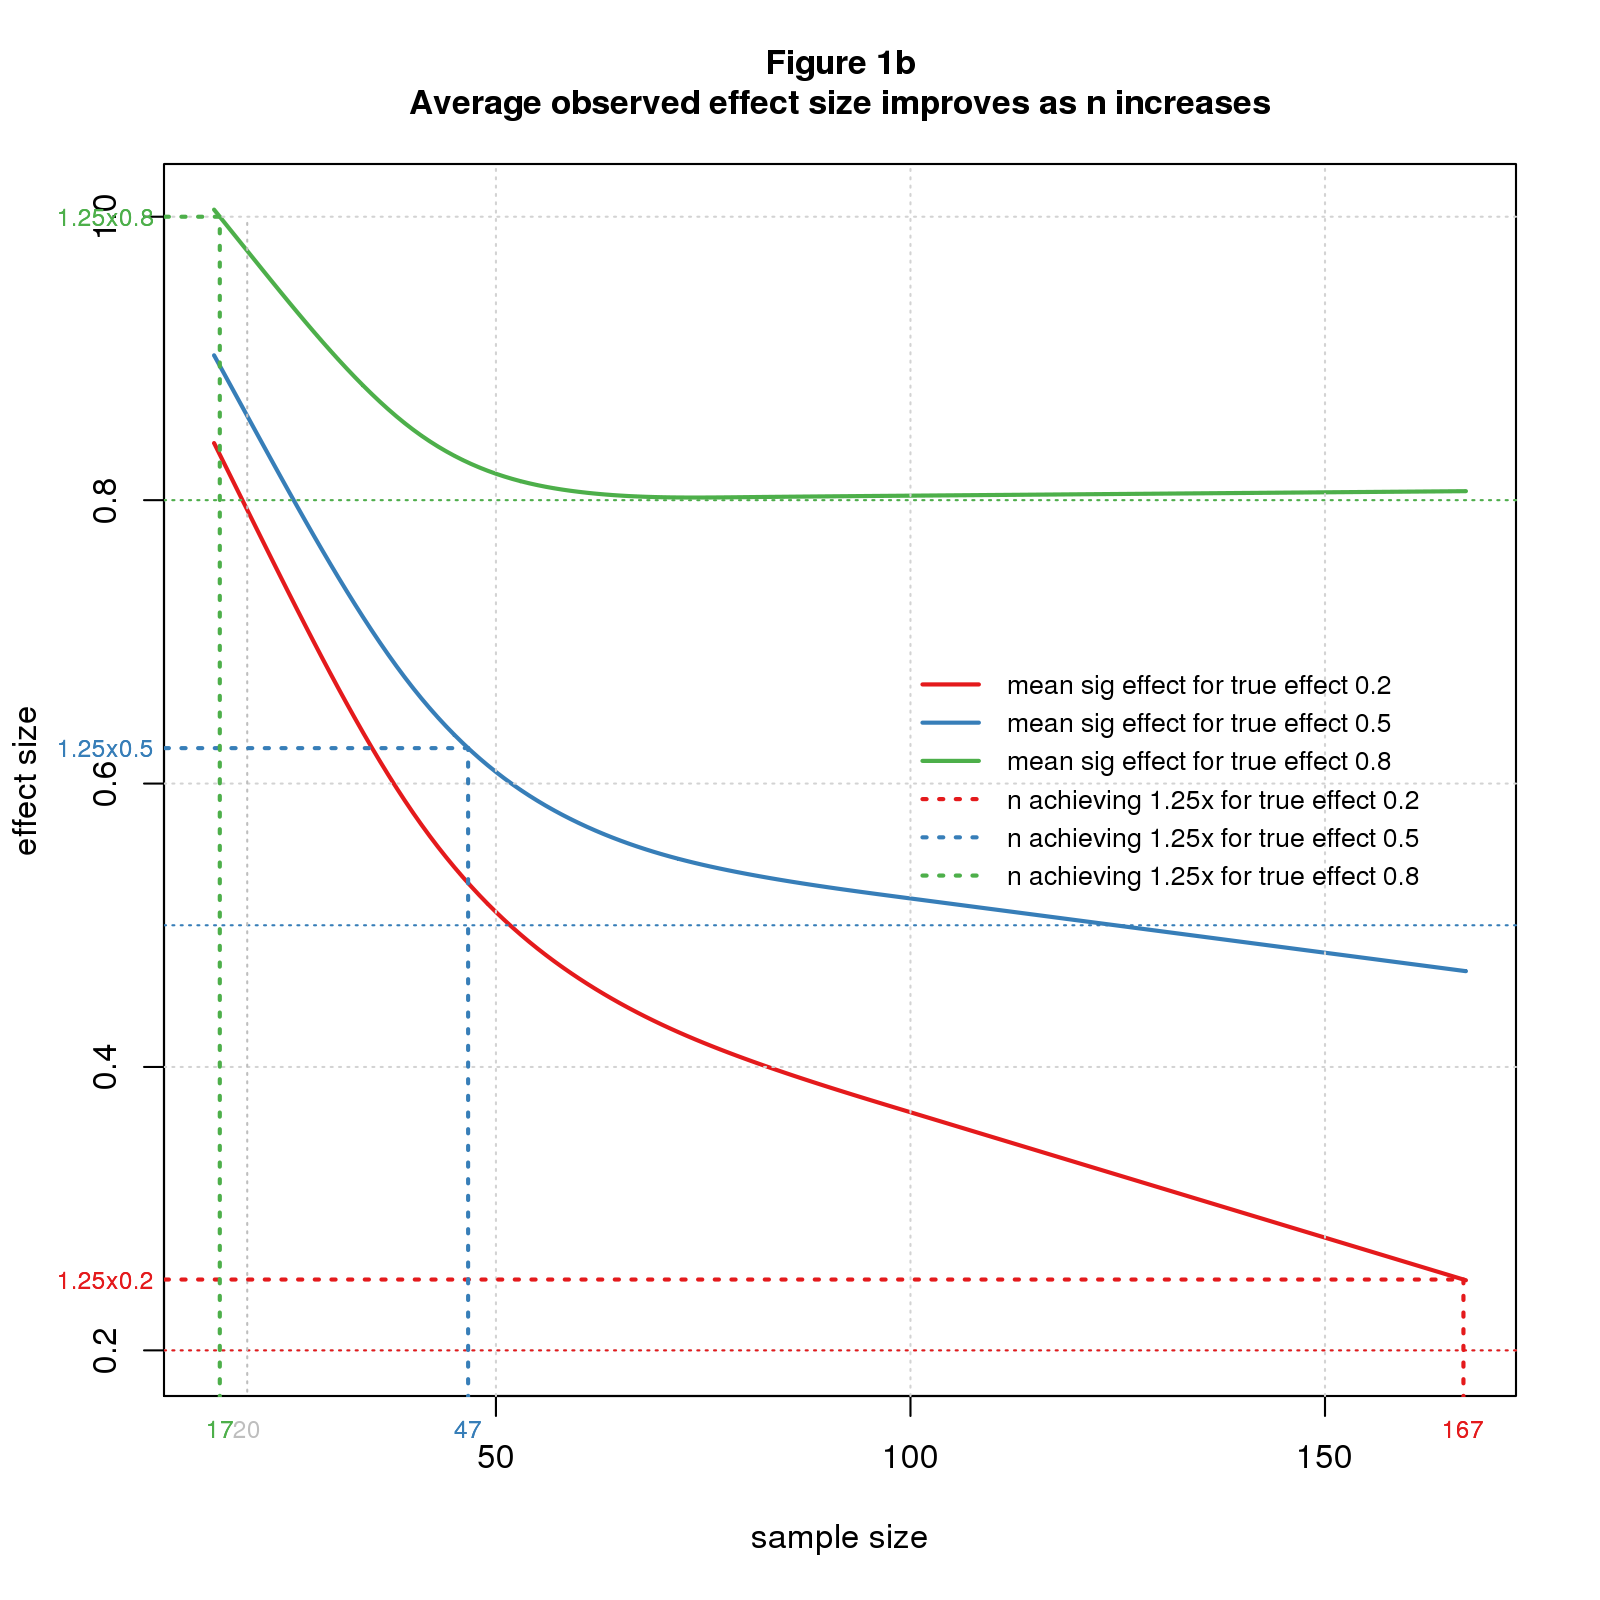 Figure 1b
Average observed effect size improves as n increases
1.0
1.25x0.8
0.8
1.25x0.5
0.6
0.4
1.25x0.2
0.2
effect size
mean sig effect for true effect 0.2
mean sig effect for true effect 0.5
mean sig effect for true effect 0.8
n achieving 1.25x for true effect 0.2
n achieving 1.25x for true effect 0.5
n achieving 1.25x for true effect 0.8
17 20 47 167
50 100 150
sample size